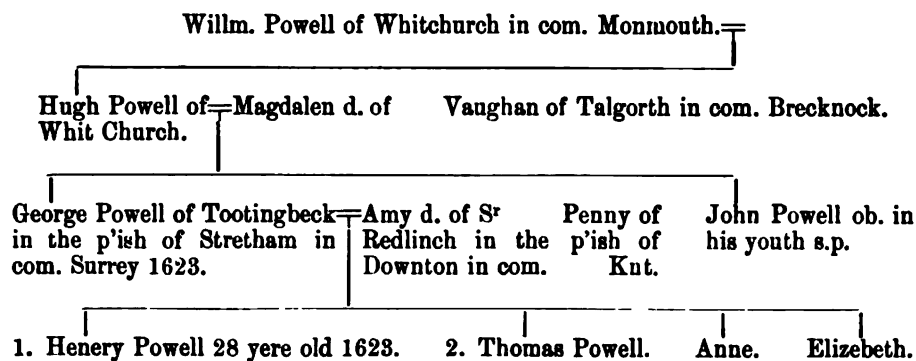 Willm. Powell of Whitchurch in com. Monmouth.
Hugh Powell of Magdalen d. of Vaughan of Talgorth in com. Brecknock.
Whit Church.
George Powell of Tootingbeck Amy d. of Sr Penny of John Powell ob. in
in the p'ish of Stretham in Redlinch in the p'ish of his youth s.p.
com. Surrey 1623. Downton in com. Knt.
1. Henery Powell 28 yere old 1623. 2. Thomas Powell. Anne. Elizebeth.